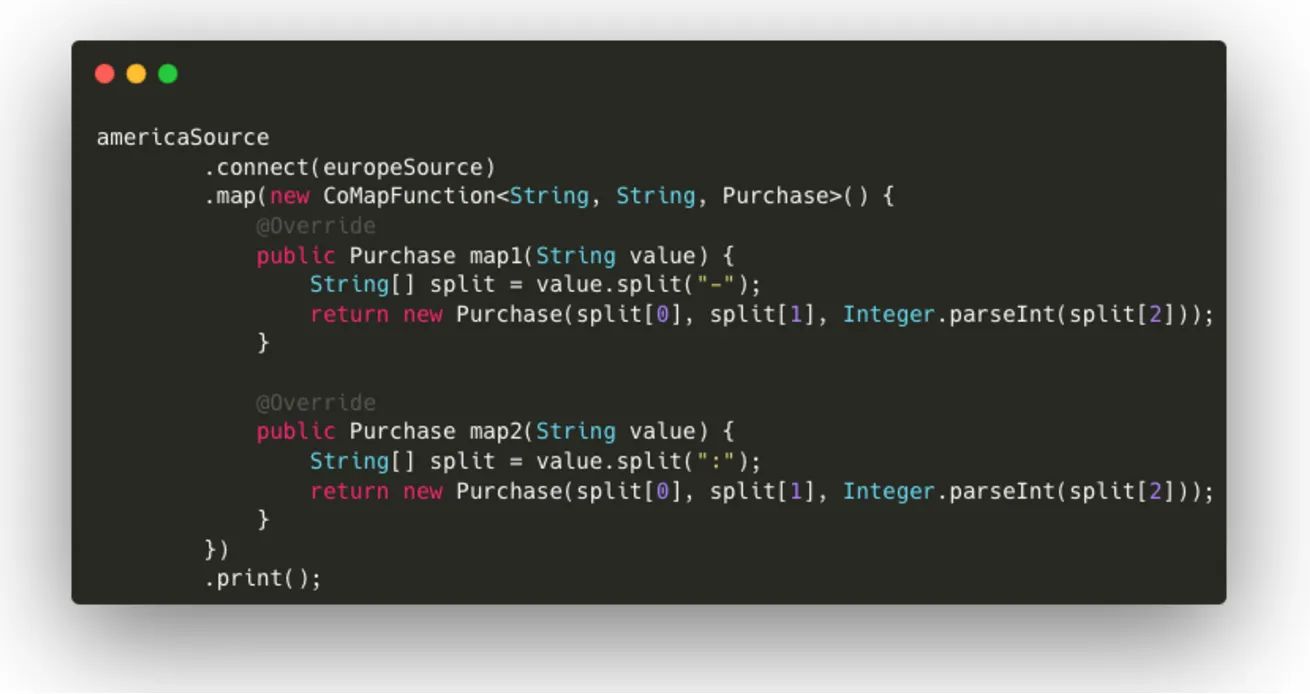 americaSource
        .connect(europeSource)
        .map(new CoMapFunction<String, String, Purchase>() {
            @Override
            public Purchase map1(String value) {
                String[] split = value.split("-");
                return new Purchase(split[0], split[1], Integer.parseInt(split[2]));
            }

            @Override
            public Purchase map2(String value) {
                String[] split = value.split(":");
                return new Purchase(split[0], split[1], Integer.parseInt(split[2]));
            }
        })
        .print();